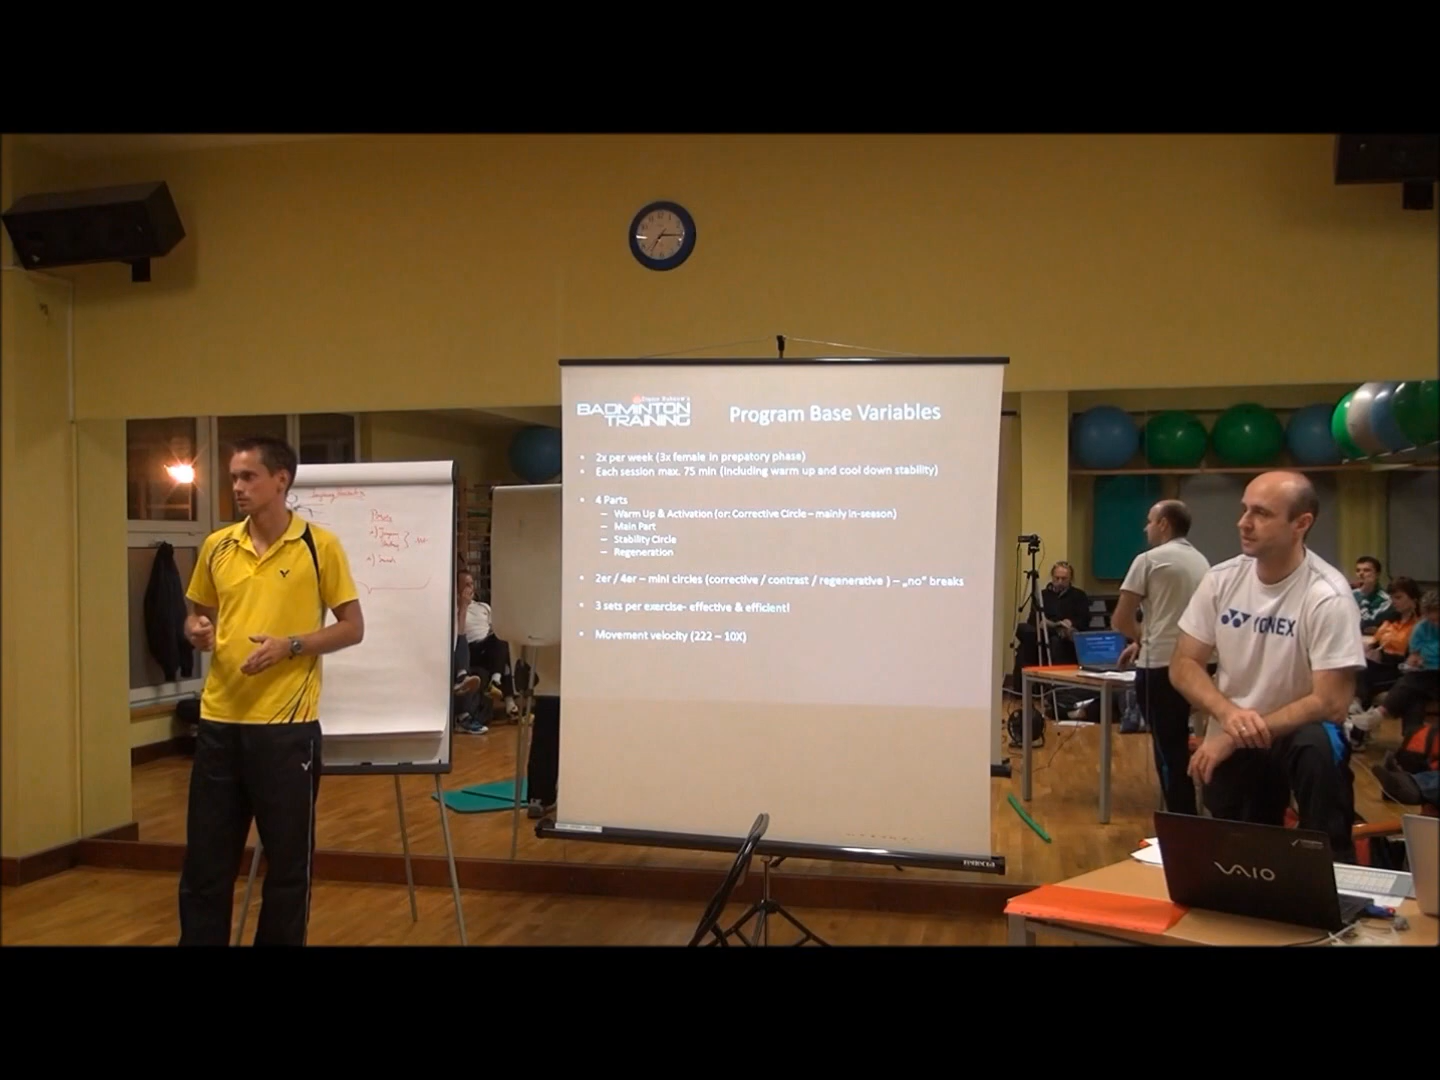 BADMINTON
TRAINING
Program Base Variables
• 2x per week (3x female in prepatory phase)
• Each session max. 75 min (including warm up and cool down stability)
• 4 Parts
– Warm Up & Activation (or: Corrective Circle – mainly in-season)
– Main Part
– Stability Circle
– Regeneration
• 2er / 4er – mini circles (corrective / contrast / regenerative ) – „no" breaks
• 3 sets per exercise- effective & efficient!
• Movement velocity (222 – 10X)
YONEX
VAIO